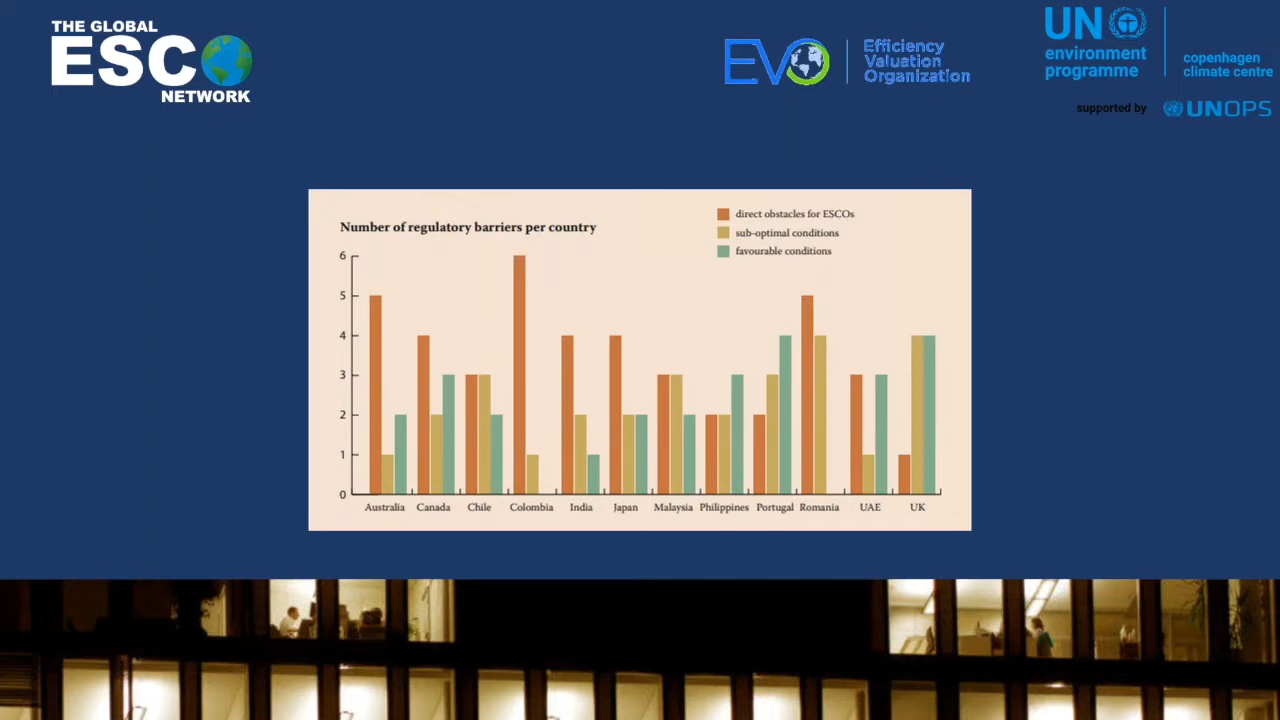 THE GLOBAL
ESCO
NETWORK
EVO
Efficiency
Valuation
Organization
UN
environment
programme
copenhagen
climate centre
supported by
UNOPS
Number of regulatory barriers per country
direct obstacles for ESCOs
sub-optimal conditions
favourable conditions
6
5
4
3
2
1
0
Australia Canada Chile Colombia India Japan Malaysia Philippines Portugal Romania UAE UK